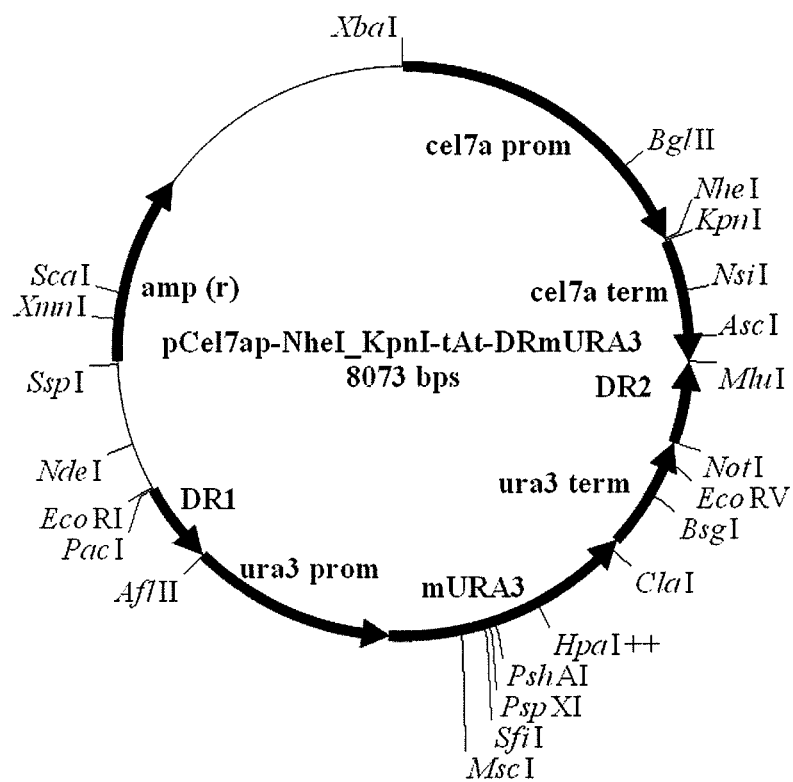 XbaI
cel7a prom
BglII
NheI
KpnI
ScaI
amp (r)
cel7a term
NsiI
XmnI
AscI
pCel7ap-NheI_KpnI-tAt-DRmURA3
8073 bps
SspI
DR2
MluI
NdeI
NotI
ura3 term
EcoRV
DR1
BsgI
EcoRI
PacI
AflII
ura3 prom
mURA3
ClaI
HpaI++
PshAI
PspXI
SfiI
MscI